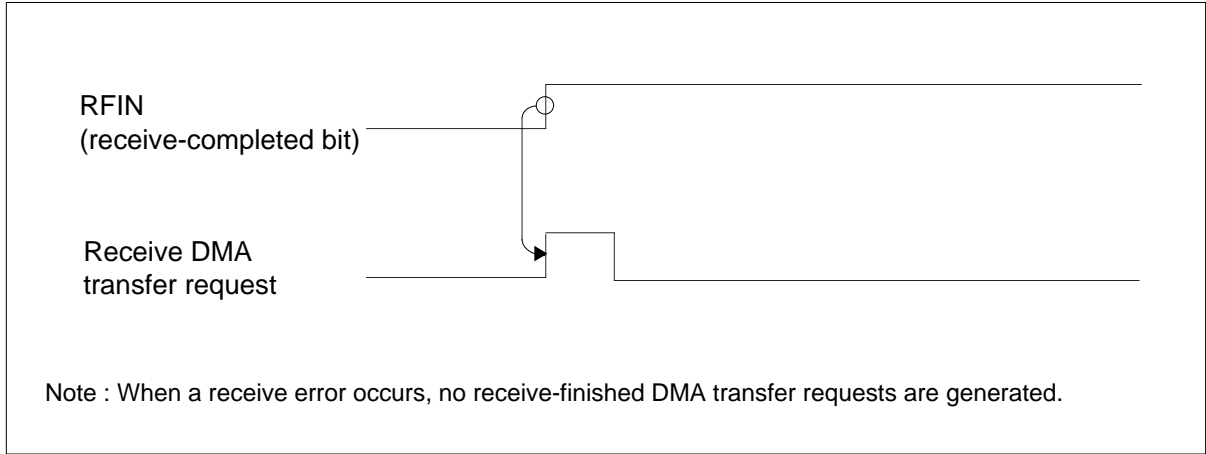 RFIN
(receive-completed bit)
Receive DMA
transfer request
Note : When a receive error occurs, no receive-finished DMA transfer requests are generated.